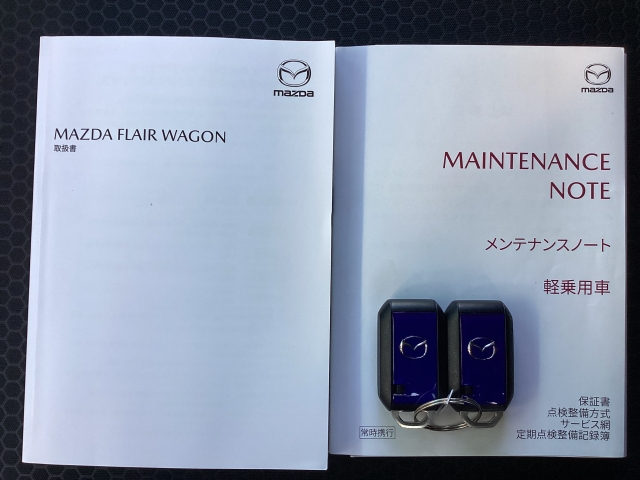 mazda
MAZDA FLAIR WAGON
取扱書
mazda
MAINTENANCE
NOTE
メンテナンスノート
軽乗用車
保証書
点検整備方式
サービス網
定期点検整備記録簿
常時携行